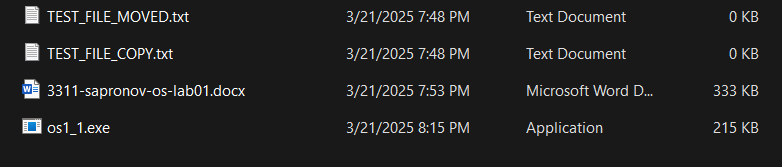 TEST_FILE_MOVED.txt 3/21/2025 7:48 PM Text Document 0 KB
TEST_FILE_COPY.txt 3/21/2025 7:48 PM Text Document 0 KB
3311-sapronov-os-lab01.docx 3/21/2025 7:53 PM Microsoft Word D... 333 KB
os1_1.exe 3/21/2025 8:15 PM Application 215 KB